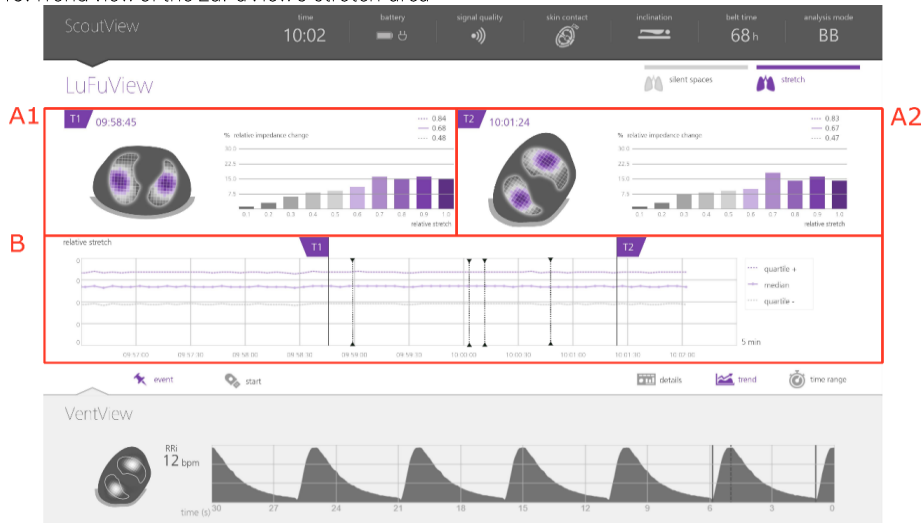 ScoutView
time battery signal quality skin contact inclination belt time analysis mode
10:02 68 h BB
LuFuView
silent spaces stretch
A1 A2
T1 09:58:45
0.84
0.68
0.48
% relative impedance change
30.0
22.5
15.0
7.5
0.1 0.2 0.3 0.4 0.5 0.6 0.7 0.8 0.9 1.0
relative stretch
T2 10:01:24
0.83
0.67
0.47
% relative impedance change
30.0
22.5
15.0
7.5
0.1 0.2 0.3 0.4 0.5 0.6 0.7 0.8 0.9 1.0
relative stretch
B
relative stretch
T1 T2
0
0
0
0
quartile +
median
quartile -
5 min
09:57:00 09:57:30 09:58:00 09:58:30 09:59:00 09:59:30 10:00:00 10:00:30 10:01:00 10:01:30 10:02:00
event start details trend time range
VentView
RRi
12 bpm
time (s) 30 27 24 21 18 15 12 9 6 3 0